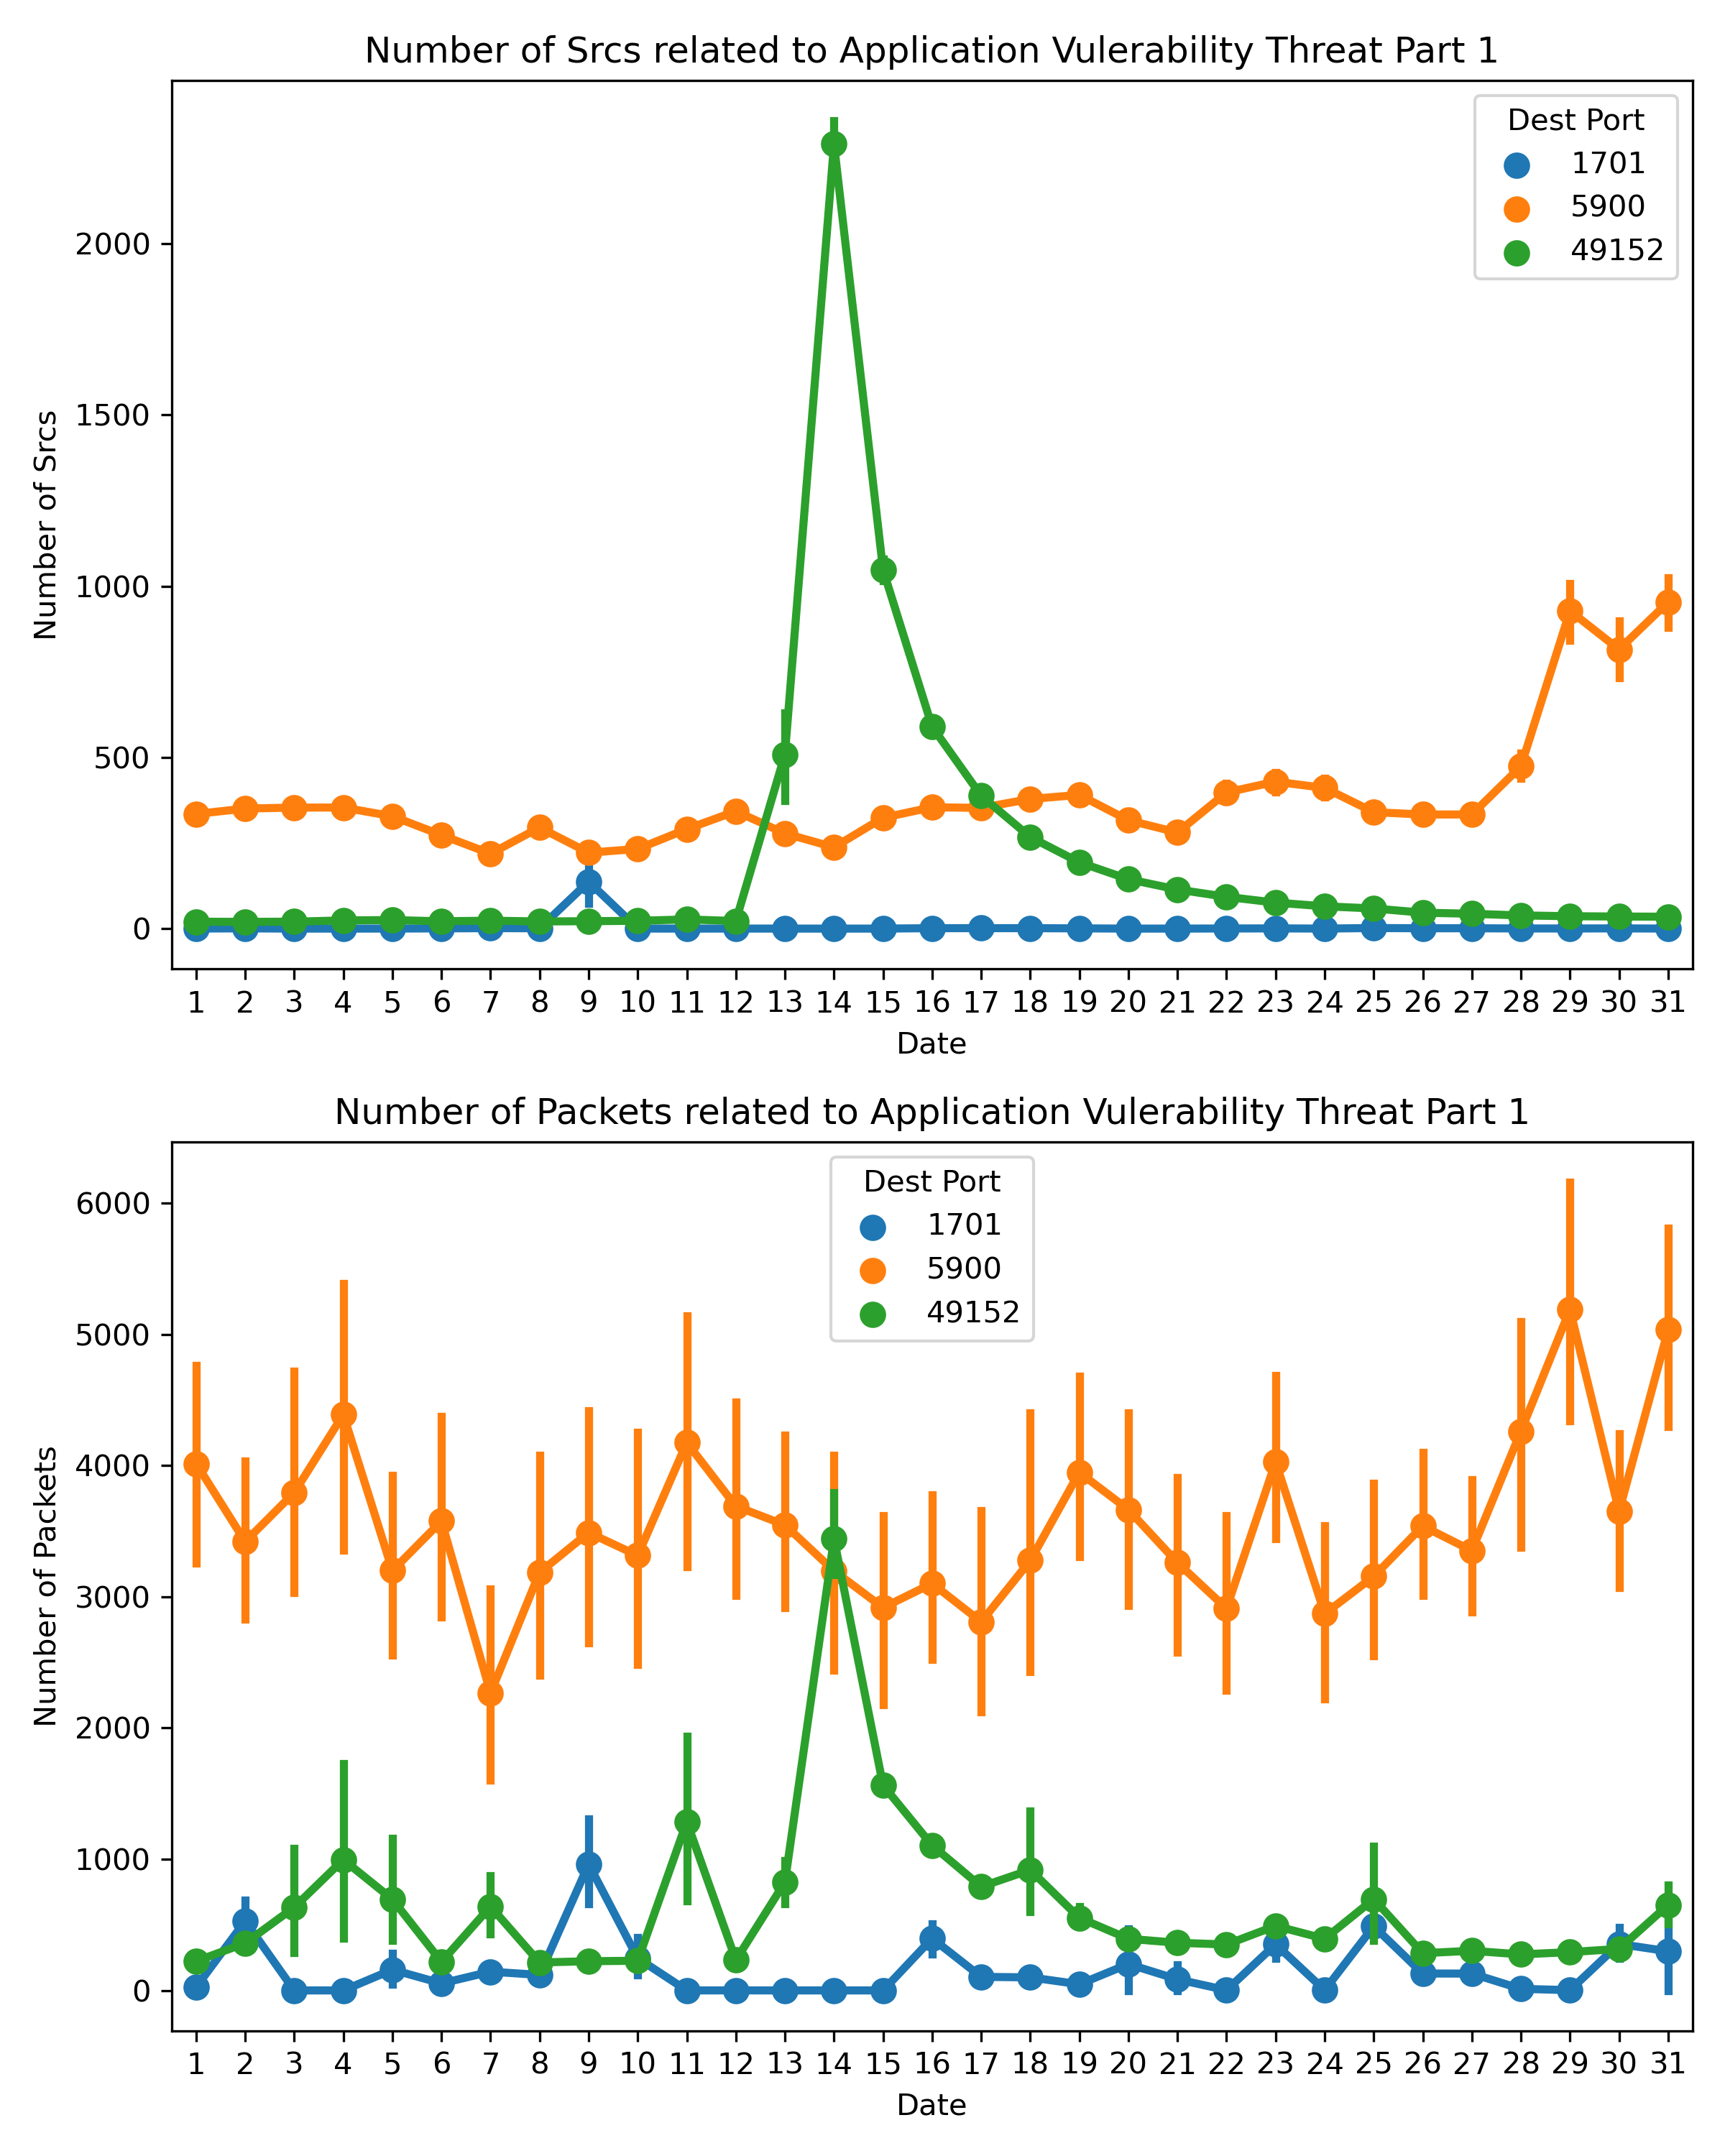 Number of Srcs related to Application Vulerability Threat Part 1
Dest Port
1701
5900
49152
2000
1500
1000
500
0
Number of Srcs
1 2 3 4 5 6 7 8 9 10 11 12 13 14 15 16 17 18 19 20 21 22 23 24 25 26 27 28 29 30 31
Date
Number of Packets related to Application Vulerability Threat Part 1
Dest Port
1701
5900
49152
6000
5000
4000
3000
2000
1000
0
Number of Packets
1 2 3 4 5 6 7 8 9 10 11 12 13 14 15 16 17 18 19 20 21 22 23 24 25 26 27 28 29 30 31
Date